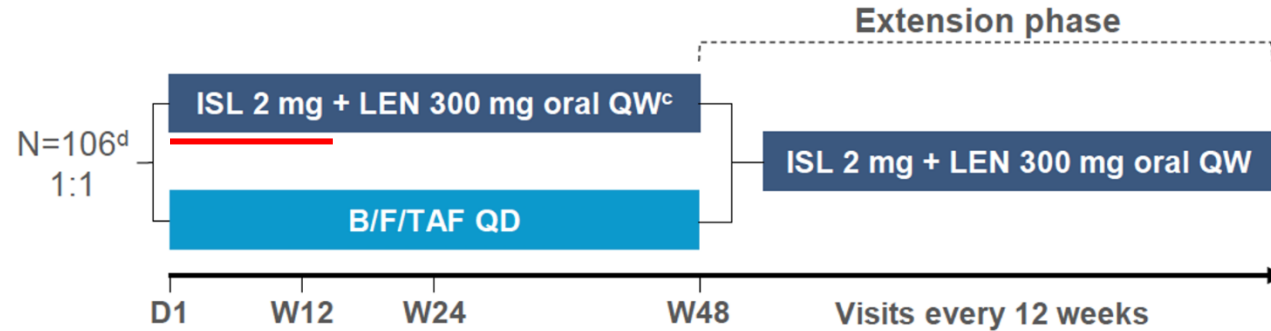 Extension phase
ISL 2 mg + LEN 300 mg oral QWᶜ
N=106ᵈ
1:1
ISL 2 mg + LEN 300 mg oral QW
B/F/TAF QD
D1 W12 W24 W48 Visits every 12 weeks